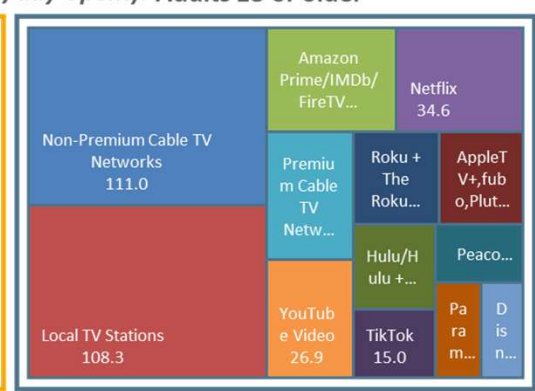 Adults 25 or older
Non-Premium Cable TV
Networks
111.0
Local TV Stations
108.3
Amazon
Prime/IMDb/
FireTV...
Netflix
34.6
Premiu
m Cable
TV
Netw...
Roku +
The
Roku...
AppleT
V+,fub
o,Plut...
Hulu/H
ulu +...
Peaco...
YouTub
e Video
26.9
TikTok
15.0
Pa
ra
m...
D
is
n...